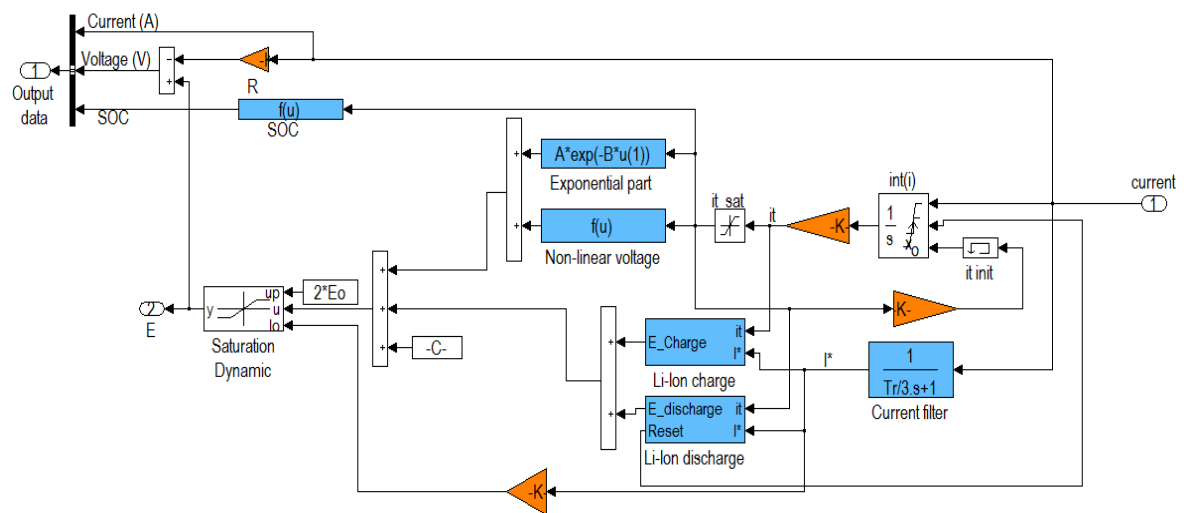 Current (A)
Voltage (V)
1
Output
data
SOC
−
+
-
R
f(u)
SOC
+
+
A*exp(-B*u(1))
Exponential part
f(u)
Non-linear voltage
it_sat
it
-K-
int(i)
1
s
xo
it init
current
1
K-
2
E
y
up
u
lo
Saturation
Dynamic
2*Eo
+
+
+
-C-
+
+
E_Charge
it
I*
Li-Ion charge
E_discharge
it
Reset
I*
Li-Ion discharge
I*
1
Tr/3.s+1
Current filter
-K-